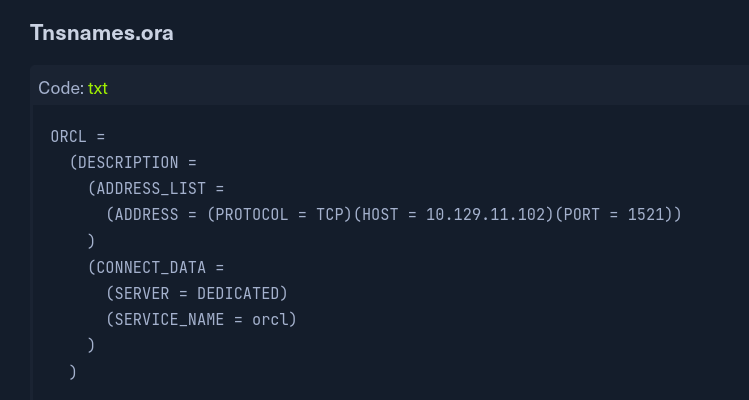 Tnsnames.ora
Code: txt
ORCL =
  (DESCRIPTION =
    (ADDRESS_LIST =
      (ADDRESS = (PROTOCOL = TCP)(HOST = 10.129.11.102)(PORT = 1521))
    )
    (CONNECT_DATA =
      (SERVER = DEDICATED)
      (SERVICE_NAME = orcl)
    )
  )